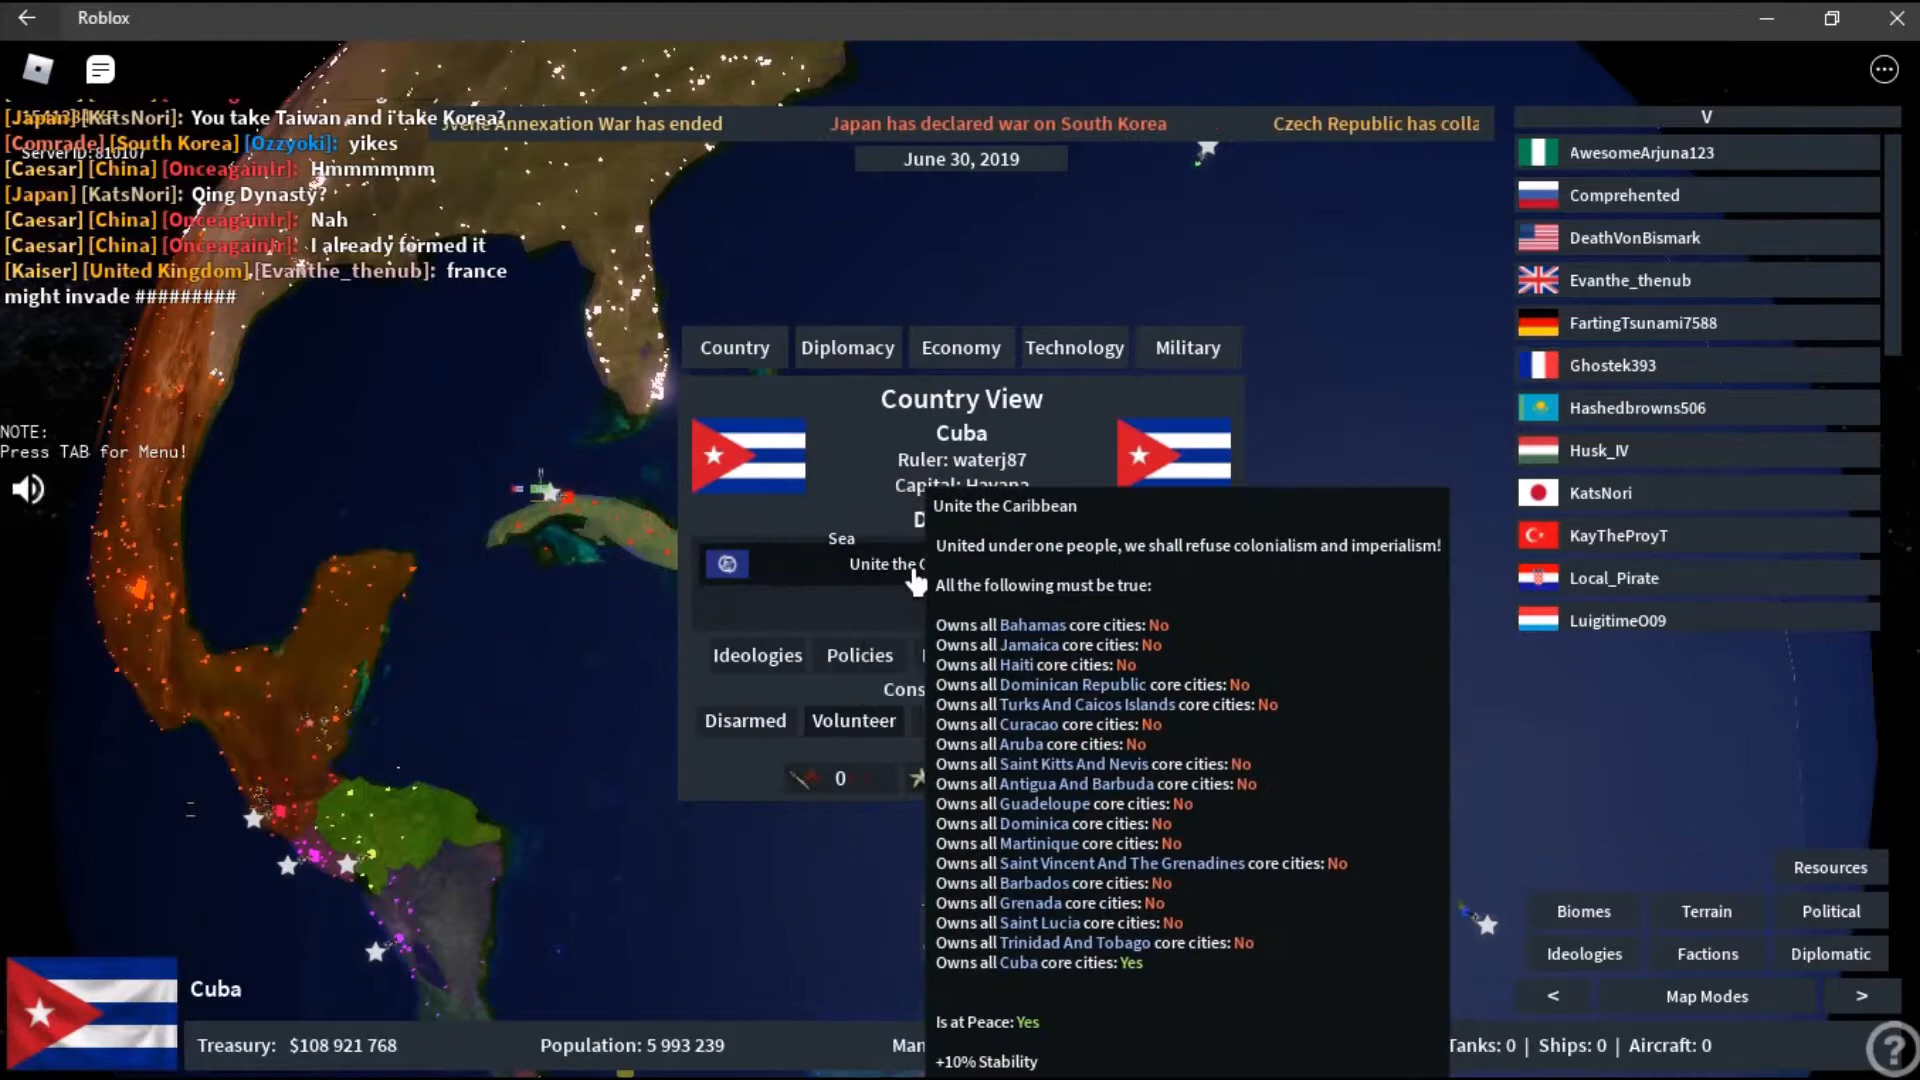 Roblox
[Japan] [KatsNori]: You take Taiwan and i take Korea?
[Comrade] [South Korea] [Ozzyoki]: yikes
Server ID: 810107
[Caesar] [China] [Onceagainlr]: Hmmmmmm
[Japan] [KatsNori]: Qing Dynasty?
[Caesar] [China] [Onceagainlr]: Nah
[Caesar] [China] [Onceagainlr]: I already formed it
[Kaiser] [United Kingdom] [Evanthe_thenub]: france
might invade #########
Annexation War has ended
Japan has declared war on South Korea
Czech Republic has colla
June 30, 2019
NOTE:
Press TAB for Menu!
Country
Diplomacy
Economy
Technology
Military
Country View
Cuba
Ruler: waterj87
Capital: Havana
D
Sea
Unite the C
Ideologies
Policies
Cons
Disarmed
Volunteer
0
Unite the Caribbean
United under one people, we shall refuse colonialism and imperialism!
All the following must be true:
Owns all Bahamas core cities: No
Owns all Jamaica core cities: No
Owns all Haiti core cities: No
Owns all Dominican Republic core cities: No
Owns all Turks And Caicos Islands core cities: No
Owns all Curacao core cities: No
Owns all Aruba core cities: No
Owns all Saint Kitts And Nevis core cities: No
Owns all Antigua And Barbuda core cities: No
Owns all Guadeloupe core cities: No
Owns all Dominica core cities: No
Owns all Martinique core cities: No
Owns all Saint Vincent And The Grenadines core cities: No
Owns all Barbados core cities: No
Owns all Grenada core cities: No
Owns all Saint Lucia core cities: No
Owns all Trinidad And Tobago core cities: No
Owns all Cuba core cities: Yes
Is at Peace: Yes
+10% Stability
V
AwesomeArjuna123
Comprehented
DeathVonBismark
Evanthe_thenub
FartingTsunami7588
Ghostek393
Hashedbrowns506
Husk_IV
KatsNori
KayTheProyT
Local_Pirate
LuigitimeO09
Resources
Biomes
Terrain
Political
Ideologies
Factions
Diplomatic
<
Map Modes
>
Cuba
Treasury: $108 921 768
Population: 5 993 239
Man
Tanks: 0 | Ships: 0 | Aircraft: 0
?